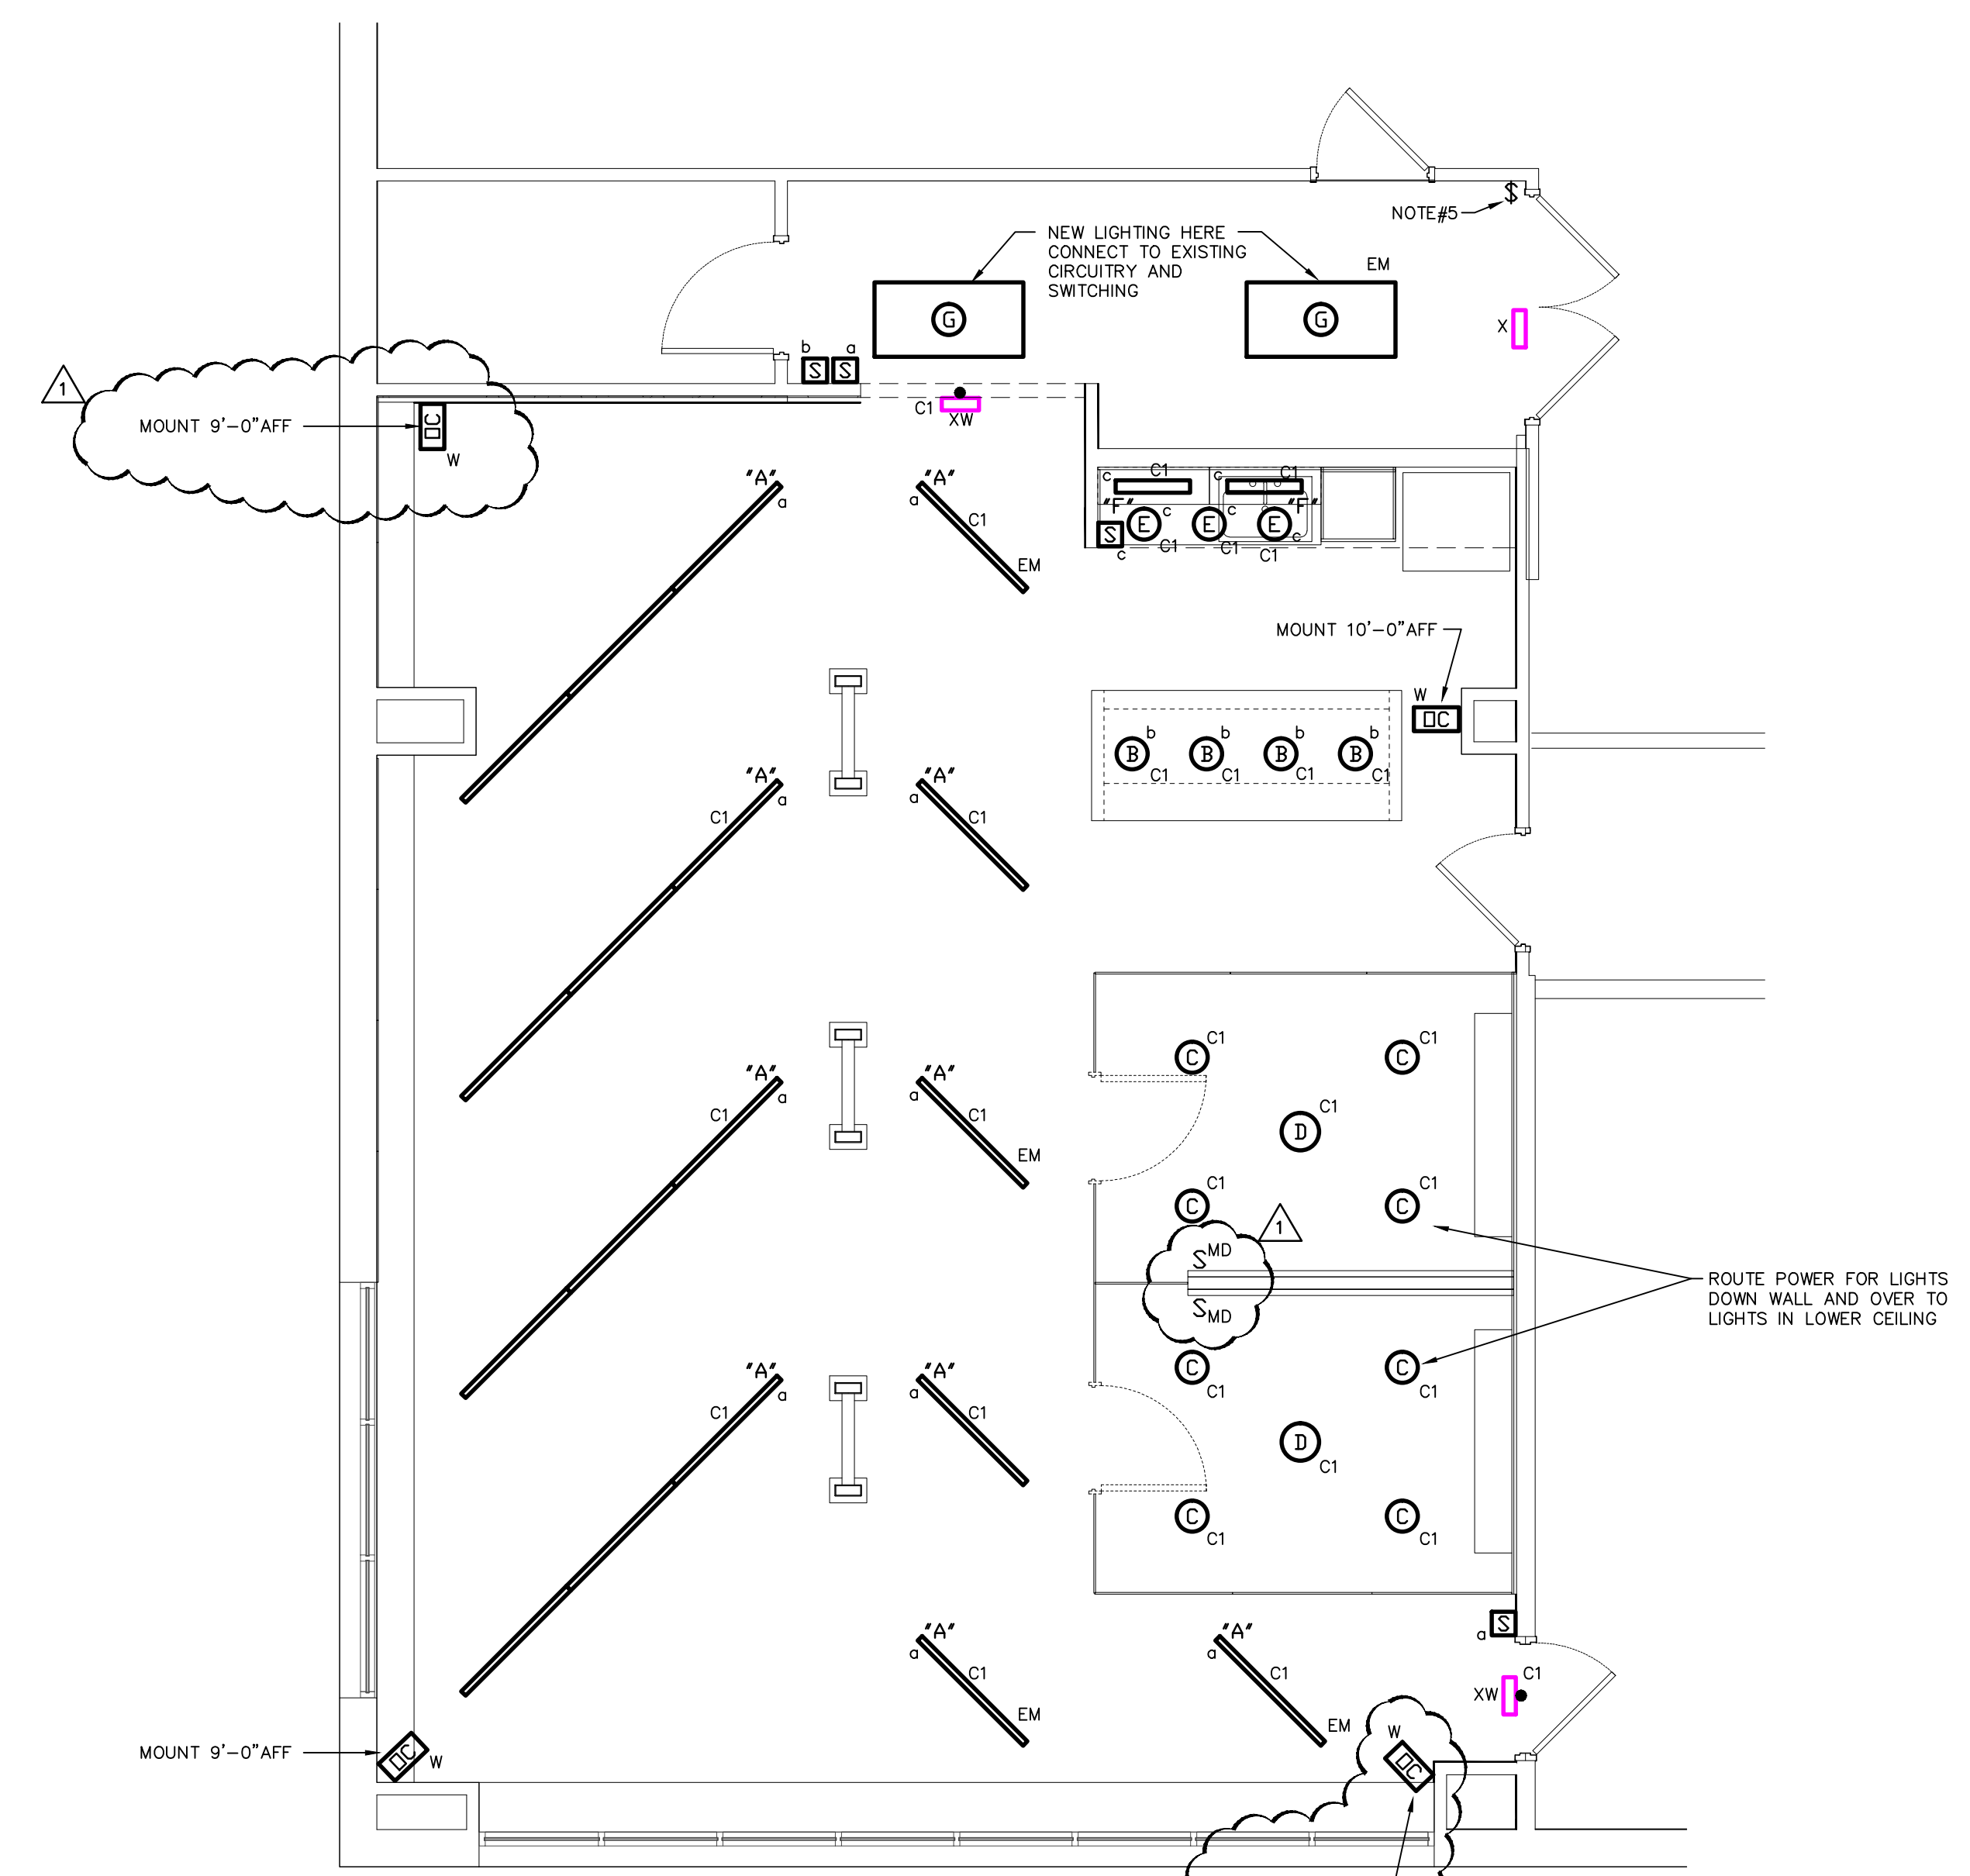 $
NOTE#5
NEW LIGHTING HERE
CONNECT TO EXISTING
CIRCUITRY AND
SWITCHING
EM
G
G
X
b
a
S
S
1
MOUNT 9'-0"AFF
OC
W
C1
XW
"A"
a
"A"
a
C1
EM
c
C1
c
C1
"F"
"F"
E
c
E
c
E
c
S
c
C1
C1
C1
MOUNT 10'-0"AFF
W
OC
b
b
b
b
B
B
B
B
C1
C1
C1
C1
"A"
a
C1
"A"
a
C1
C1
C1
C
C
"A"
a
C1
"A"
a
C1
EM
C1
D
C1
C1
C
C
1
S MD
S MD
ROUTE POWER FOR LIGHTS
DOWN WALL AND OVER TO
LIGHTS IN LOWER CEILING
C
C
C1
C1
"A"
a
C1
"A"
a
C1
D
C1
C
C
C1
C1
"A"
a
C1
EM
"A"
a
C1
EM
S
a
C1
XW
MOUNT 9'-0"AFF
OC
W
W
OC